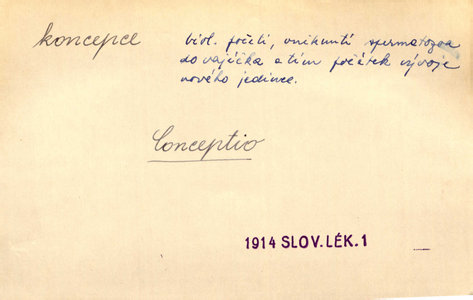 koncepce
biol. početí, vniknutí spermatozoa
do vajíčka a tím počátek vývoje
nového jedince.
Conceptio
1914 SLOV. LÉK. 1